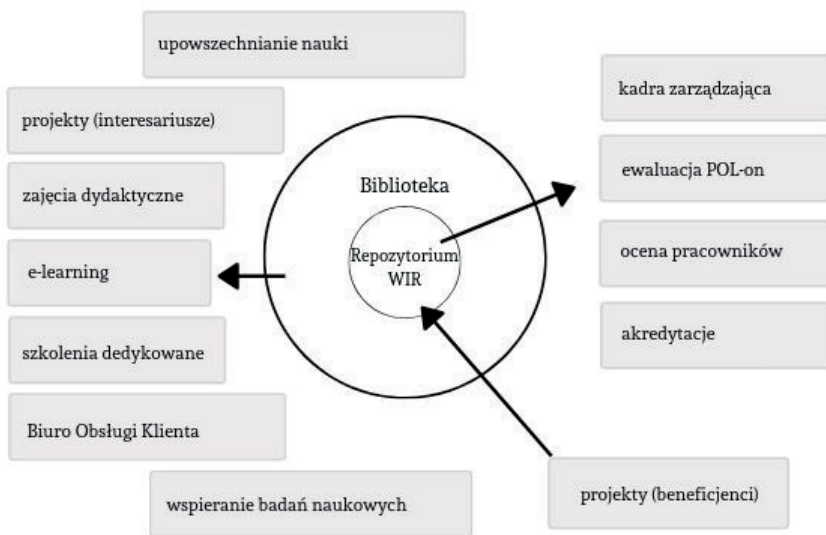 upowszechnianie nauki
projekty (interesariusze)
zajęcia dydaktyczne
e-learning
szkolenia dedykowane
Biuro Obsługi Klienta
wspieranie badań naukowych
Biblioteka
Repozytorium
WIR
kadra zarządzająca
ewaluacja POL-on
ocena pracowników
akredytacje
projekty (beneficjenci)